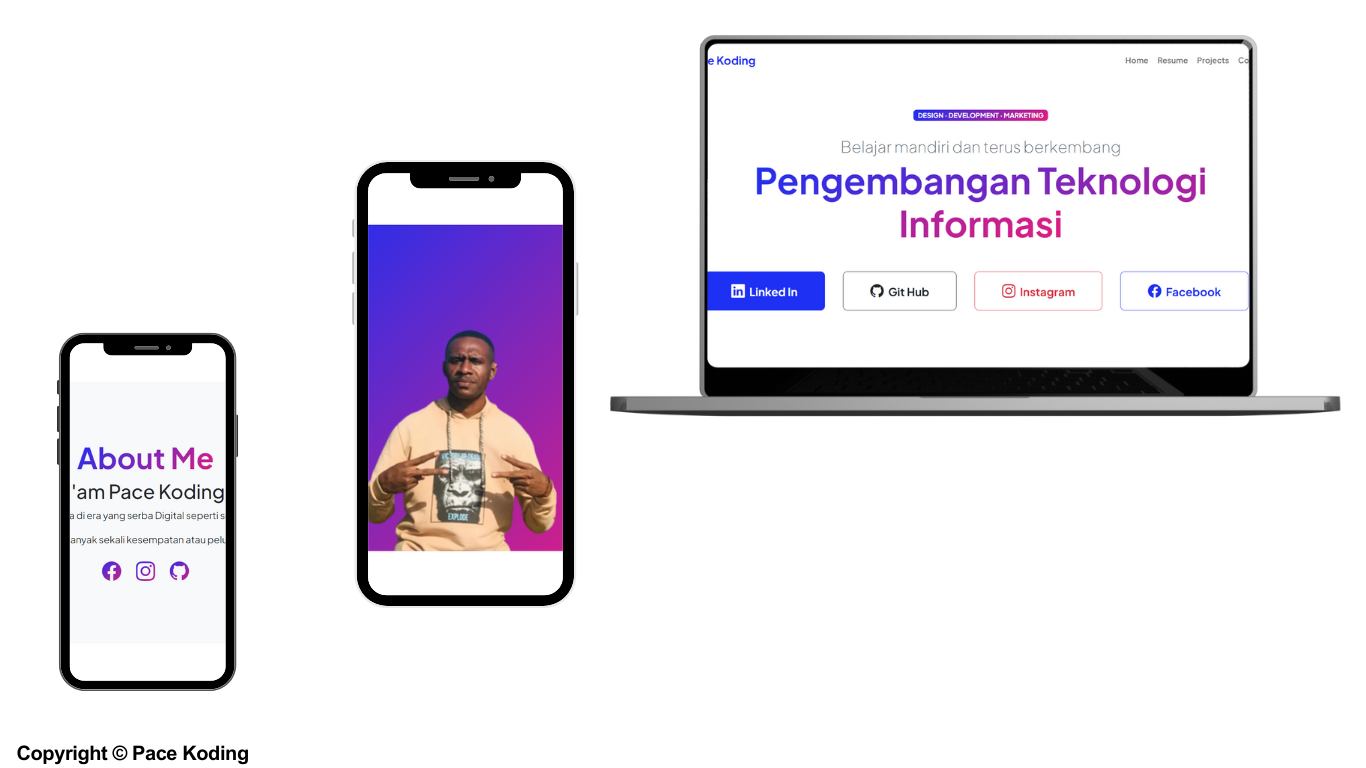 e Koding
Home Resume Projects Co
DESIGN · DEVELOPMENT · MARKETING
Belajar mandiri dan terus berkembang
Pengembangan Teknologi
Informasi
Linked In
Git Hub
Instagram
Facebook
EXPLODE
About Me
'am Pace Koding
a di era yang serba Digital seperti s
anyak sekali kesempatan atau pelu
Copyright © Pace Koding